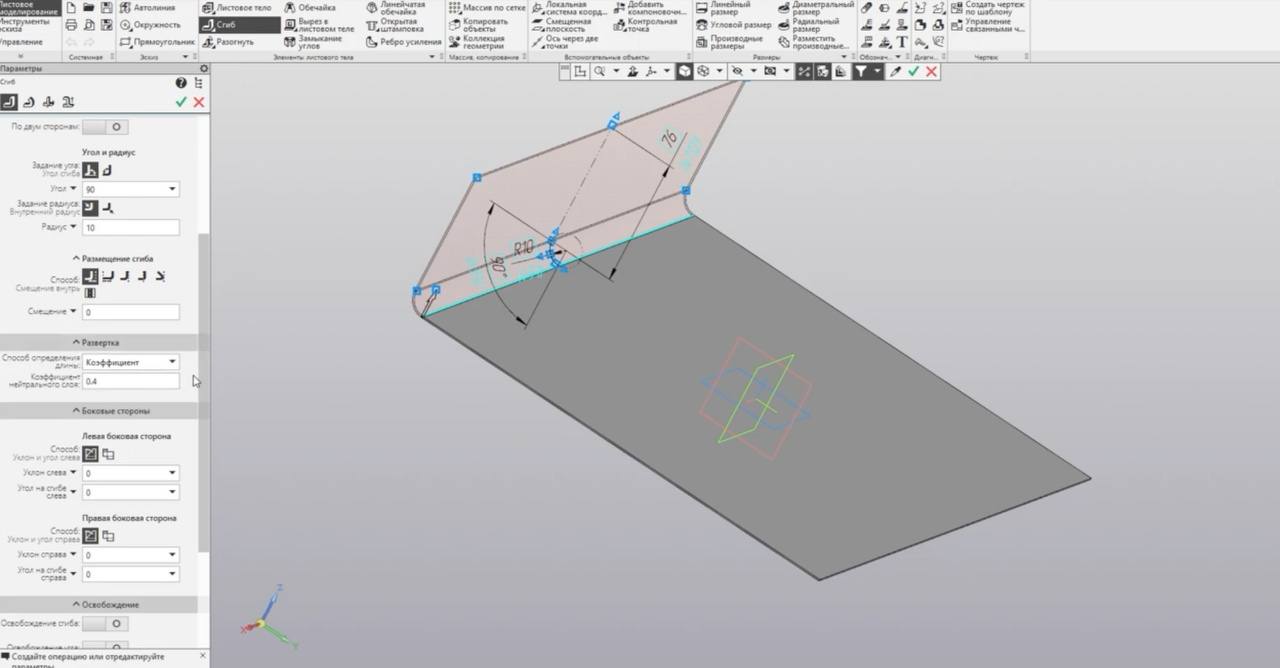 Листовое
моделирование
Инструменты
эскиза
Управление
Системная
Автолиния
Окружность
Прямоугольник
Эскиз
Листовое тело
Сгиб
Разогнуть
Обечайка
Вырез в
листовом теле
Замыкание
углов
Линейчатая
обечайка
Открытая
штамповка
Ребро усиления
Элементы листового тела
Массив по сетке
Копировать
объекты
Коллекция
геометрии
Массив, копирование
Локальная
система коорд...
Смещенная
плоскость
Ось через две
точки
Добавить
компоновочн...
Контрольная
точка
Вспомогательные объекты
Линейный
размер
Угловой размер
Производные
размеры
Диаметральный
размер
Радиальный
размер
Разместить
производные...
Размеры
Обознач...
Диагн...
Создать чертеж
по шаблону
Управление
связанными ч...
Чертеж
Параметры
Сгиб
По двум сторонам:
Угол и радиус
Задание угла:
Угол сгиба
Угол 90
Задание радиуса:
Внутренний радиус
Радиус 10
Размещение сгиба
Способ:
Смещение внутрь
Смещение 0
Развертка
Способ определения
длины: Коэффициент
Коэффициент
нейтрального слоя: 0.4
Боковые стороны
Левая боковая сторона
Способ:
Уклон и угол слева
Уклон слева 0
Угол на сгибе
слева 0
Правая боковая сторона
Способ:
Уклон и угол справа
Уклон справа 0
Угол на сгибе
справа 0
Освобождение
Освобождение сгиба:
Создайте операцию или отредактируйте
параметры
76
R10
90°
Z
X
Y